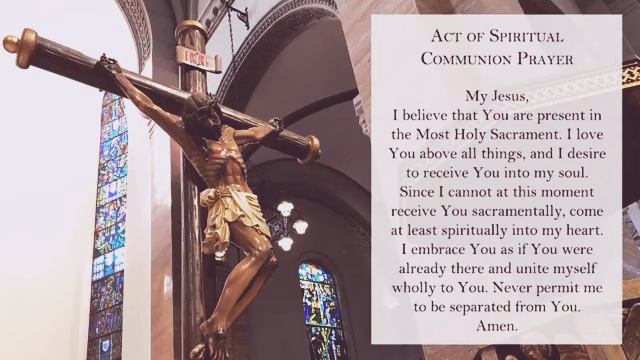 INRI
ACT OF SPIRITUAL
COMMUNION PRAYER
My Jesus,
I believe that You are present in
the Most Holy Sacrament. I love
You above all things, and I desire
to receive You into my soul.
Since I cannot at this moment
receive You sacramentally, come
at least spiritually into my heart.
I embrace You as if You were
already there and unite myself
wholly to You. Never permit me
to be separated from You.
Amen.